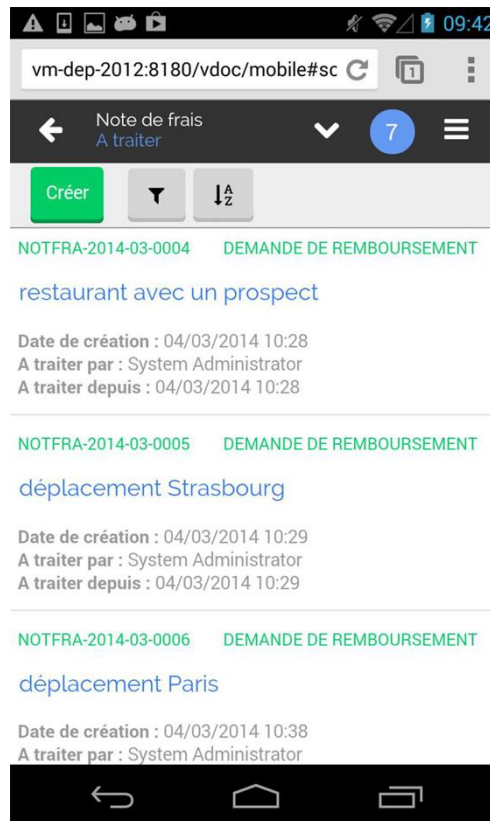 09:42
vm-dep-2012:8180/vdoc/mobile#sc
1
Note de frais
A traiter
7
Créer
A
Z
NOTFRA-2014-03-0004 DEMANDE DE REMBOURSEMENT
restaurant avec un prospect
Date de création : 04/03/2014 10:28
A traiter par : System Administrator
A traiter depuis : 04/03/2014 10:28
NOTFRA-2014-03-0005 DEMANDE DE REMBOURSEMENT
déplacement Strasbourg
Date de création : 04/03/2014 10:29
A traiter par : System Administrator
A traiter depuis : 04/03/2014 10:29
NOTFRA-2014-03-0006 DEMANDE DE REMBOURSEMENT
déplacement Paris
Date de création : 04/03/2014 10:38
A traiter par : System Administrator